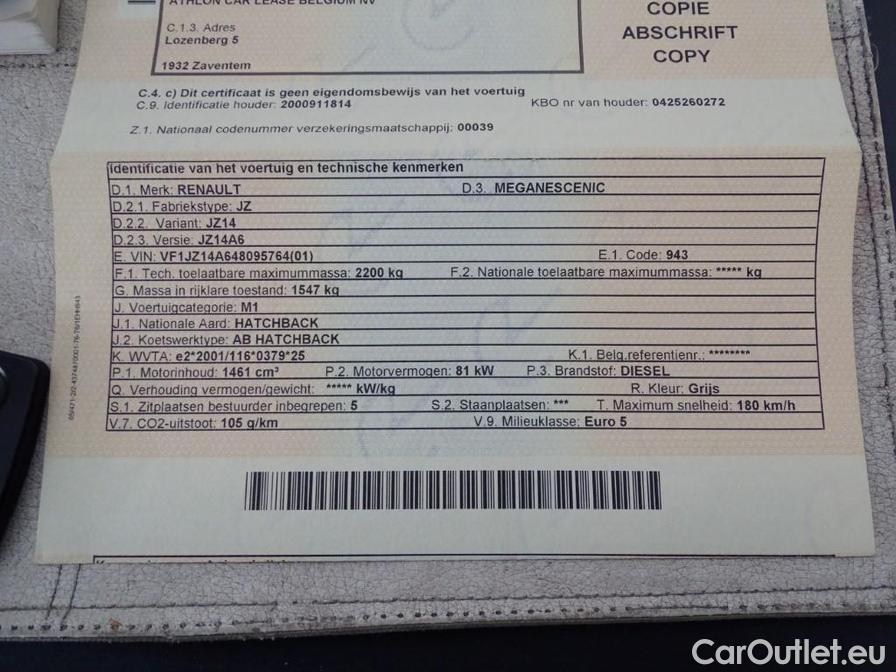 ATHLON CAR LEASE BELGIUM NV
C.1.3. Adres
Lozenberg 5
1932 Zaventem
COPIE
ABSCHRIFT
COPY
C.4. c) Dit certificaat is geen eigendomsbewijs van het voertuig
C.9. Identificatie houder: 2000911814 KBO nr van houder: 0425260272
Z.1. Nationaal codenummer verzekeringsmaatschappij: 00039
Identificatie van het voertuig en technische kenmerken
D.1. Merk: RENAULT D.3. MEGANESCENIC
D.2.1. Fabriekstype: JZ
D.2.2. Variant: JZ14
D.2.3. Versie: JZ14A6
E. VIN: VF1JZ14A648095764(01) E.1. Code: 943
F.1. Tech. toelaatbare maximummassa: 2200 kg F.2. Nationale toelaatbare maximummassa: ***** kg
G. Massa in rijklare toestand: 1547 kg
J. Voertuigcategorie: M1
J.1. Nationale Aard: HATCHBACK
J.2. Koetswerktype: AB HATCHBACK
K. WVTA: e2*2001/116*0379*25 K.1. Belg.referentienr.: ********
P.1. Motorinhoud: 1461 cm³ P.2. Motorvermogen: 81 kW P.3. Brandstof: DIESEL
Q. Verhouding vermogen/gewicht: ***** kW/kg R. Kleur: Grijs
S.1. Zitplaatsen bestuurder inbegrepen: 5 S.2. Staanplaatsen: *** T. Maximum snelheid: 180 km/h
V.7. CO2-uitstoot: 105 g/km V.9. Milieuklasse: Euro 5
CarOutlet.eu